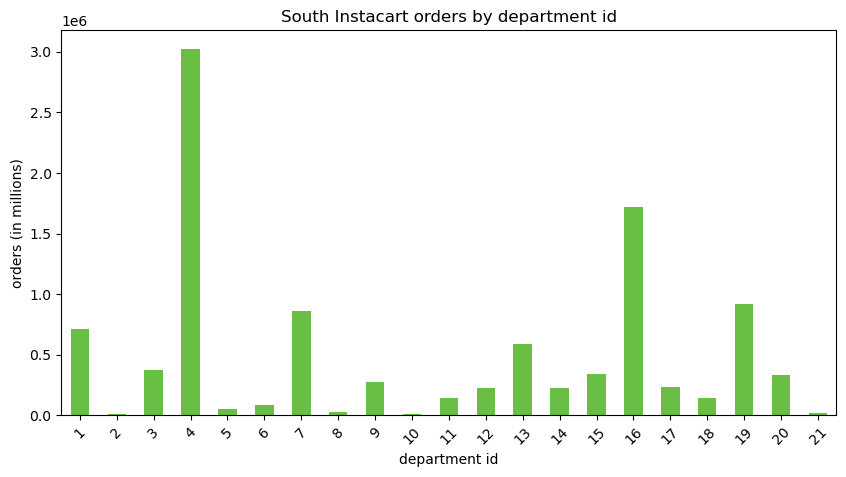 South Instacart orders by department id
1e6
orders (in millions)
3.0
2.5
2.0
1.5
1.0
0.5
0.0
1 2 3 4 5 6 7 8 9 10 11 12 13 14 15 16 17 18 19 20 21
department id